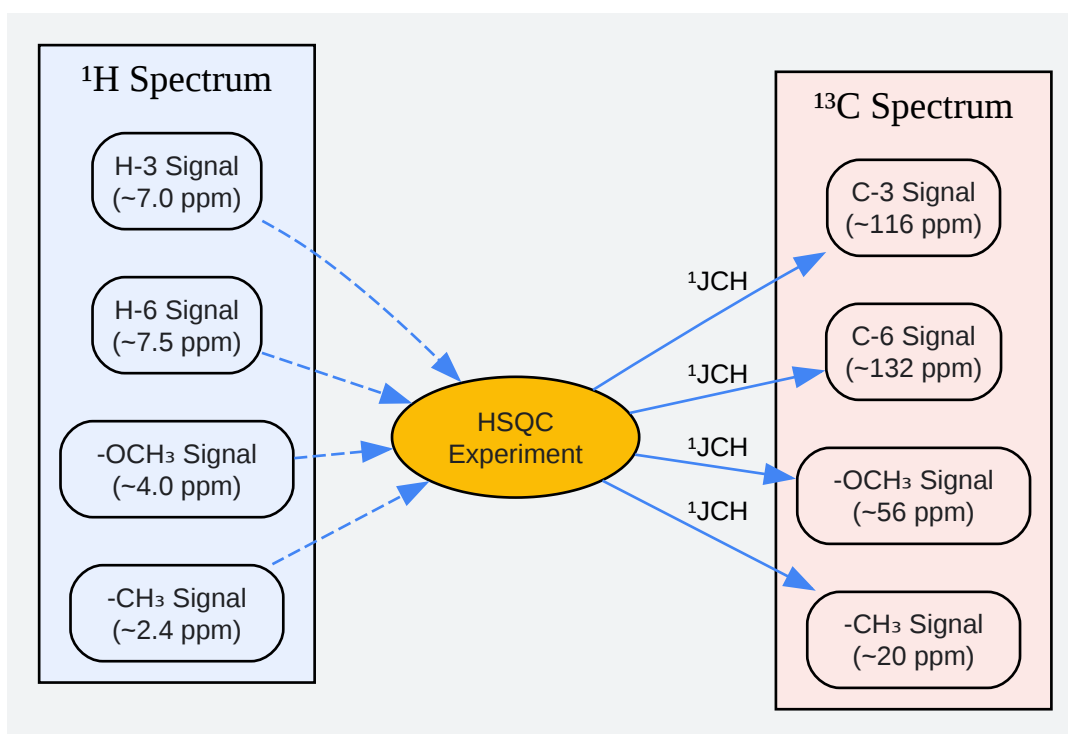 ¹H Spectrum
H-3 Signal
(~7.0 ppm)
H-6 Signal
(~7.5 ppm)
-OCH₃ Signal
(~4.0 ppm)
-CH₃ Signal
(~2.4 ppm)
HSQC
Experiment
¹JCH
¹JCH
¹JCH
¹JCH
¹³C Spectrum
C-3 Signal
(~116 ppm)
C-6 Signal
(~132 ppm)
-OCH₃ Signal
(~56 ppm)
-CH₃ Signal
(~20 ppm)